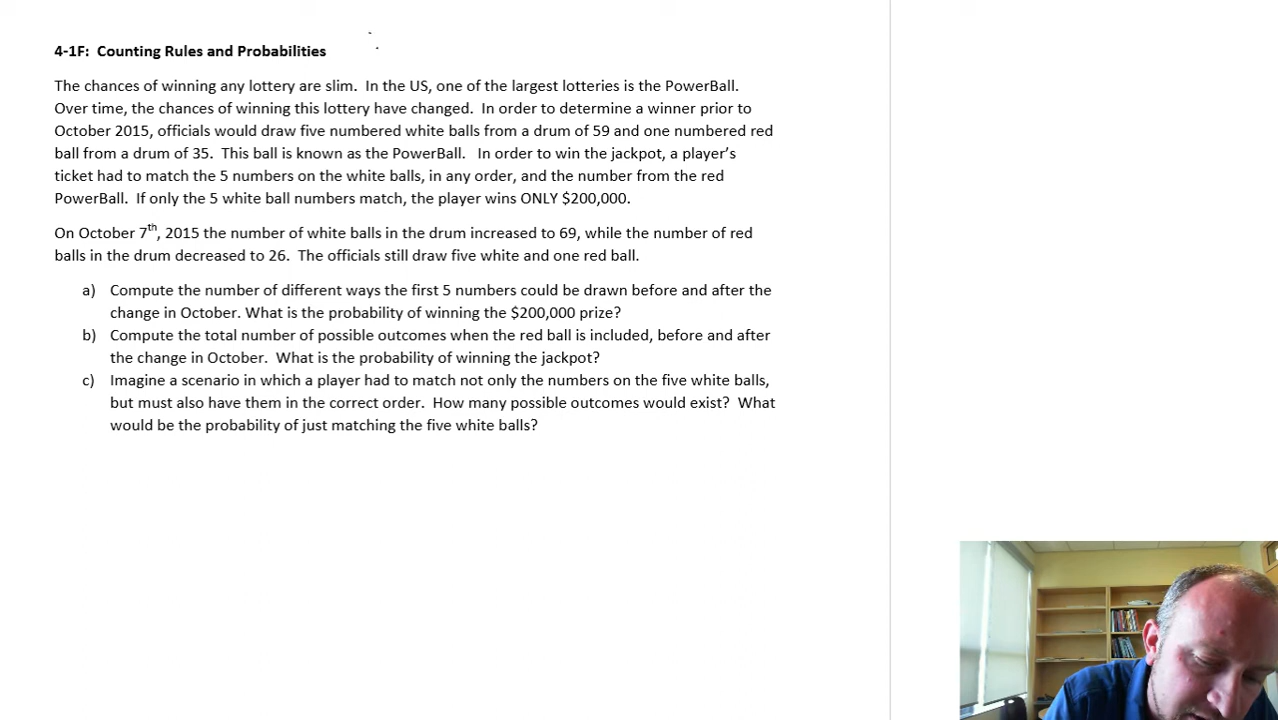 4-1F:  Counting Rules and Probabilities
The chances of winning any lottery are slim.  In the US, one of the largest lotteries is the PowerBall.
Over time, the chances of winning this lottery have changed.  In order to determine a winner prior to
October 2015, officials would draw five numbered white balls from a drum of 59 and one numbered red
ball from a drum of 35.  This ball is known as the PowerBall.   In order to win the jackpot, a player’s
ticket had to match the 5 numbers on the white balls, in any order, and the number from the red
PowerBall.  If only the 5 white ball numbers match, the player wins ONLY $200,000.
On October 7th, 2015 the number of white balls in the drum increased to 69, while the number of red
balls in the drum decreased to 26.  The officials still draw five white and one red ball.
a) Compute the number of different ways the first 5 numbers could be drawn before and after the
change in October. What is the probability of winning the $200,000 prize?
b) Compute the total number of possible outcomes when the red ball is included, before and after
the change in October.  What is the probability of winning the jackpot?
c) Imagine a scenario in which a player had to match not only the numbers on the five white balls,
but must also have them in the correct order.  How many possible outcomes would exist?  What
would be the probability of just matching the five white balls?